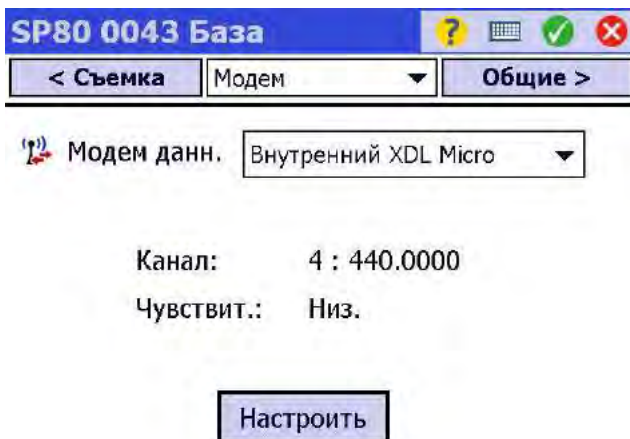 SP80 0043 База ?
< Съемка Модем Общие >
Модем данн. Внутренний XDL Micro
Канал: 4 : 440.0000
Чувствит.: Низ.
Настроить